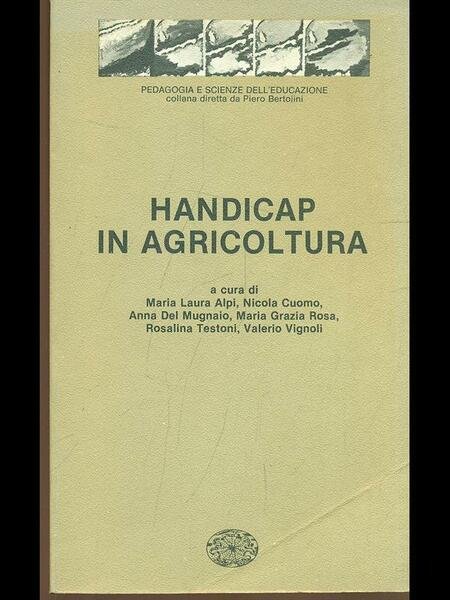 PEDAGOGIA E SCIENZE DELL'EDUCAZIONE
collana diretta da Piero Bertolini
HANDICAP
IN AGRICOLTURA
a cura di
Maria Laura Alpi, Nicola Cuomo,
Anna Del Mugnaio, Maria Grazia Rosa,
Rosalina Testoni, Valerio Vignoli